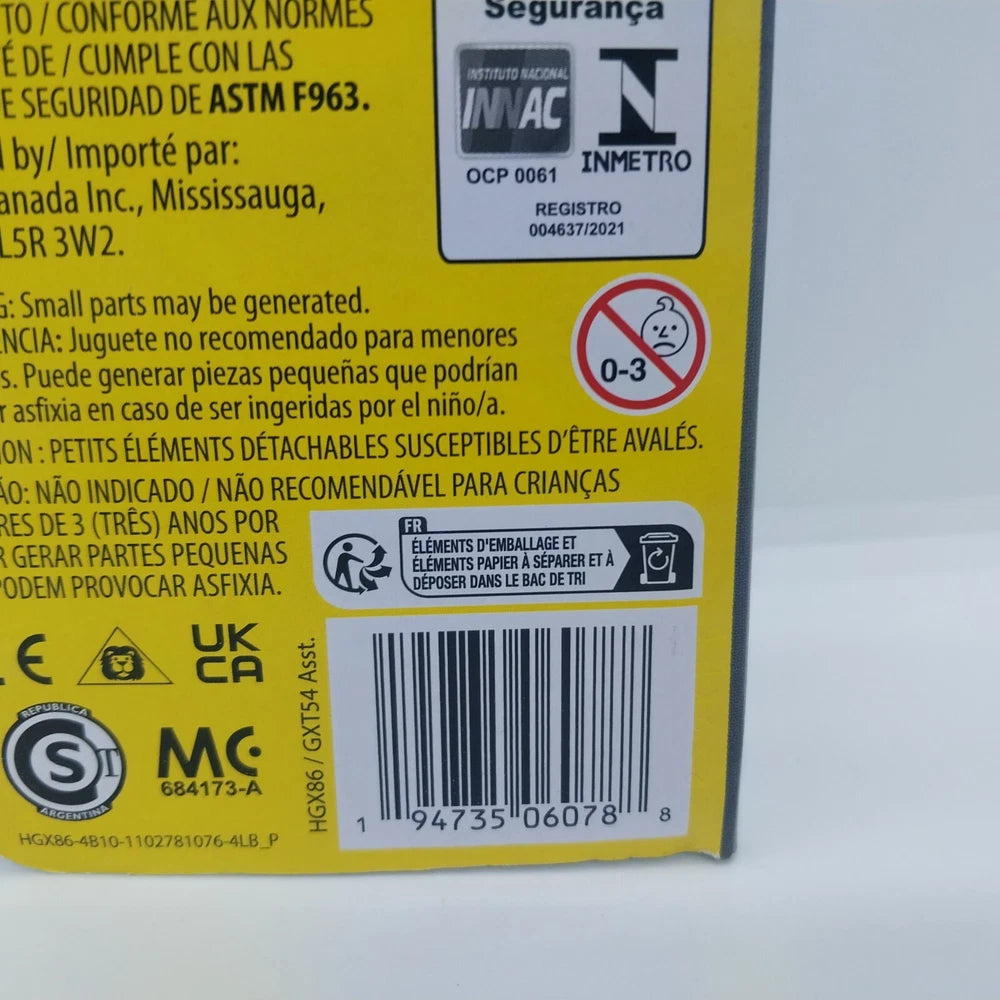 TO / CONFORME AUX NORMES
É DE / CUMPLE CON LAS
E SEGURIDAD DE ASTM F963.
by/ Importé par:
anada Inc., Mississauga,
L5R 3W2.
Segurança
INSTITUTO NACIONAL
INNAC
OCP 0061
INMETRO
REGISTRO
004637/2021
G: Small parts may be generated.
NCIA: Juguete no recomendado para menores
s. Puede generar piezas pequeñas que podrían
r asfixia en caso de ser ingeridas por el niño/a.
ION : PETITS ÉLÉMENTS DÉTACHABLES SUSCEPTIBLES D'ÊTRE AVALÉS.
ÃO: NÃO INDICADO / NÃO RECOMENDÁVEL PARA CRIANÇAS
RES DE 3 (TRÊS) ANOS POR
R GERAR PARTES PEQUENAS
PODEM PROVOCAR ASFIXIA.
0-3
FR
ÉLÉMENTS D'EMBALLAGE ET
ÉLÉMENTS PAPIER À SÉPARER ET À
DÉPOSER DANS LE BAC DE TRI
CE
UK
CA
REPUBLICA
S T
ARGENTINA
MC
684173-A
HGX86-4B10-1102781076-4LB_P
HGX86 / GXT54 Asst.
1 94735 06078 8